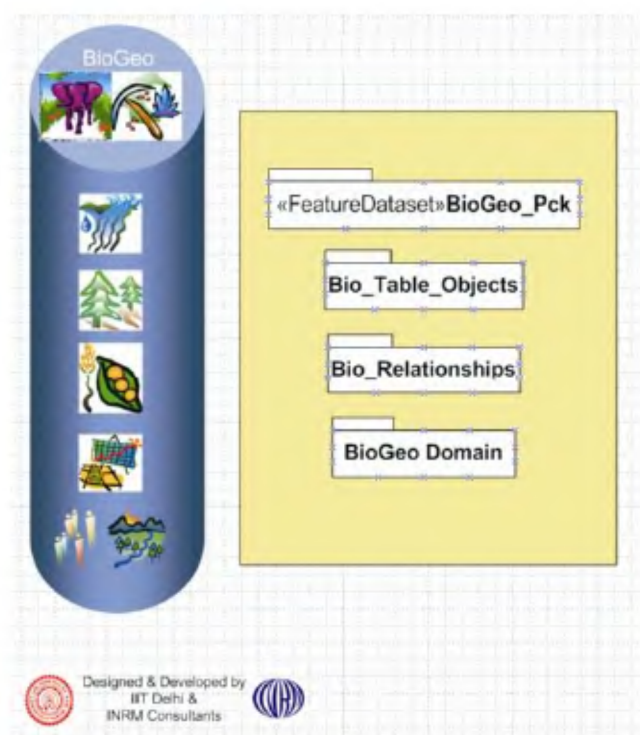 BioGeo
«FeatureDataset»BioGeo_Pck
Bio_Table_Objects
Bio_Relationships
BioGeo Domain
Designed & Developed by
IIT Delhi &
INRM Consultants